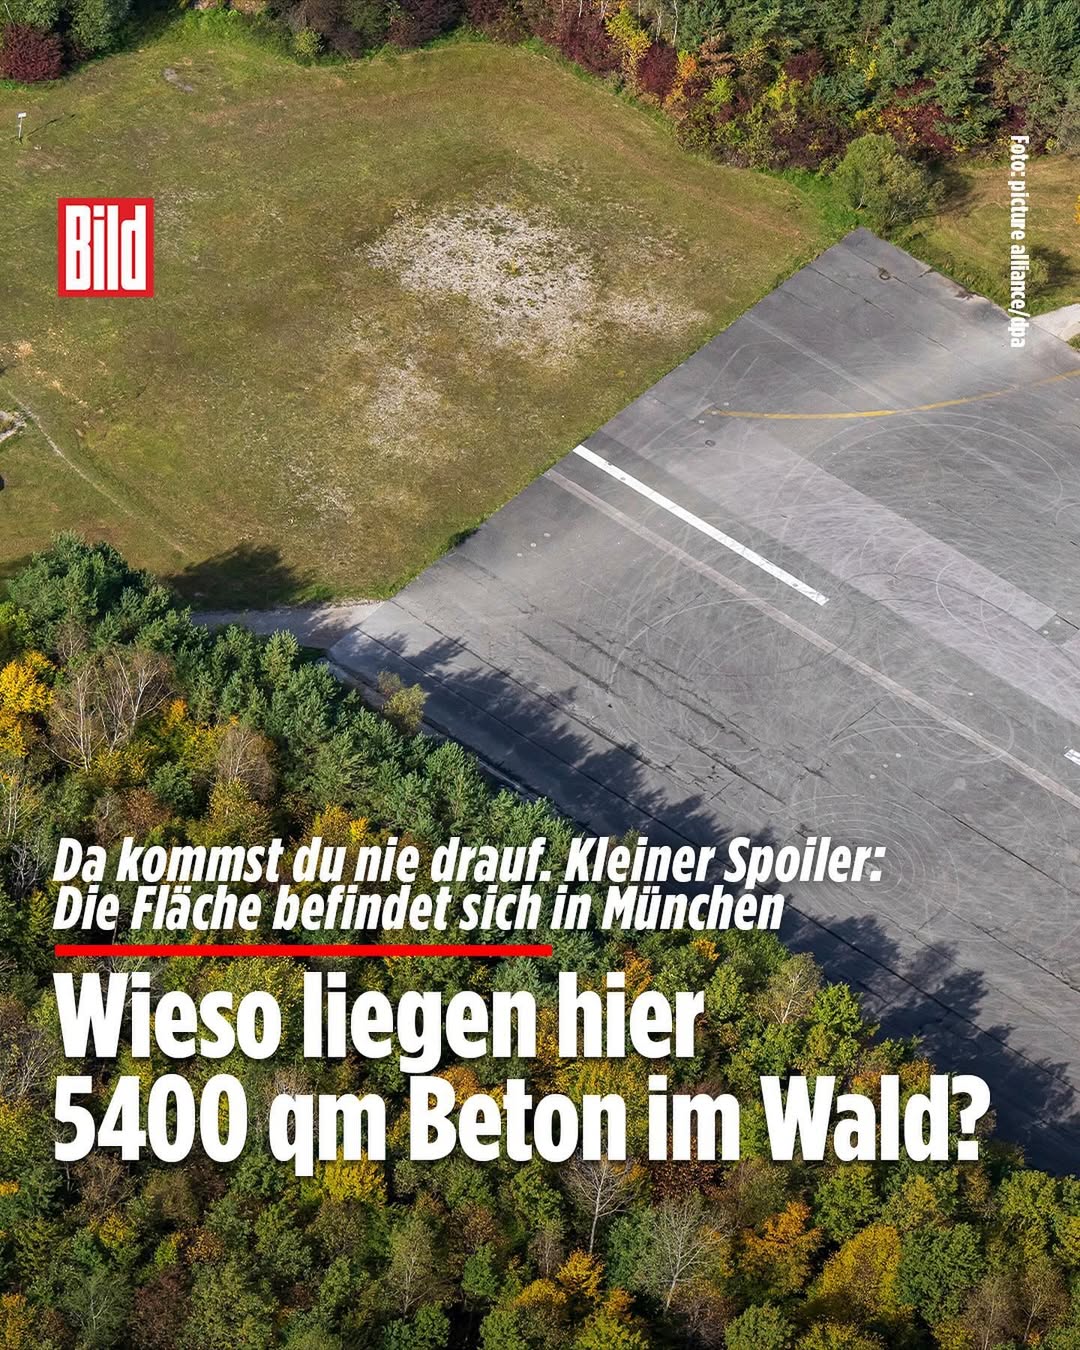 Foto: picture alliance/dpa
Bild
Da kommst du nie drauf. Kleiner Spoiler:
Die Fläche befindet sich in München
Wieso liegen hier
5400 qm Beton im Wald?